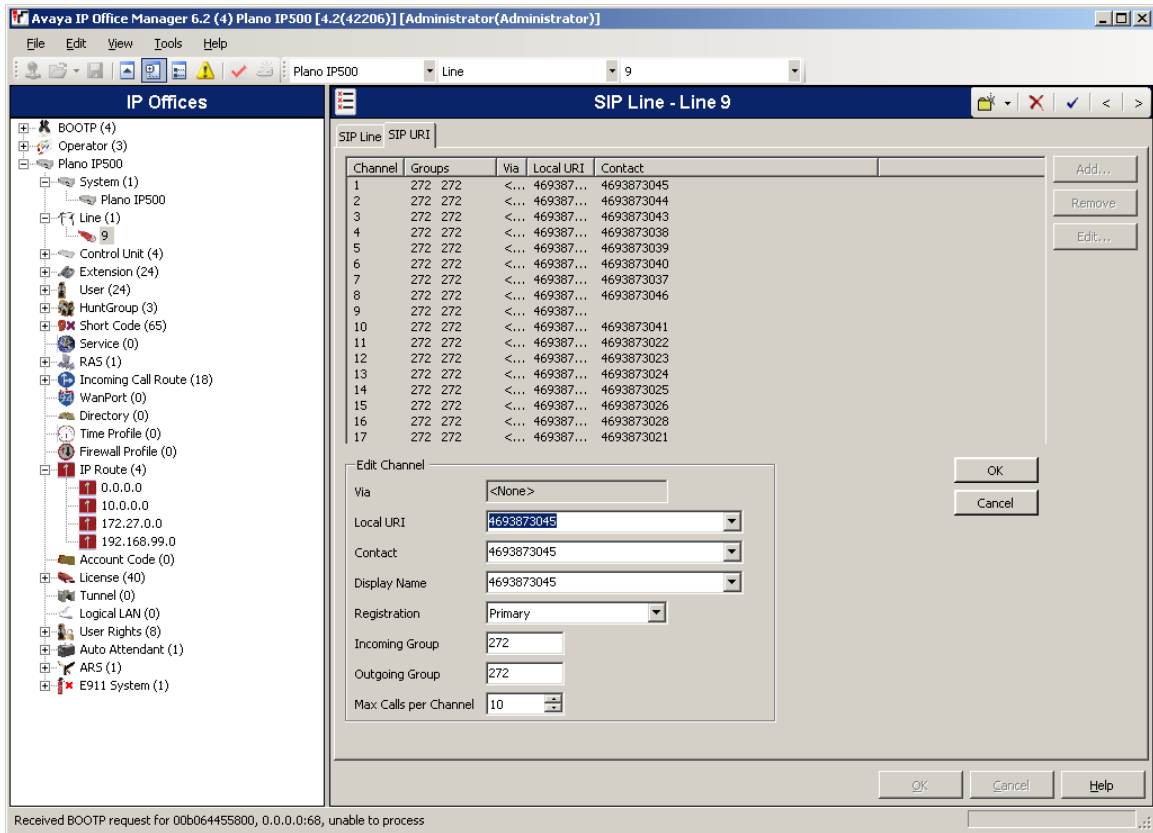 Avaya IP Office Manager 6.2 (4) Plano IP500 [4.2(42206)] [Administrator(Administrator)]
File Edit View Tools Help
Plano IP500 Line 9
IP Offices
BOOTP (4)
Operator (3)
Plano IP500
System (1)
Plano IP500
Line (1)
9
Control Unit (4)
Extension (24)
User (24)
HuntGroup (3)
Short Code (65)
Service (0)
RAS (1)
Incoming Call Route (18)
WanPort (0)
Directory (0)
Time Profile (0)
Firewall Profile (0)
IP Route (4)
0.0.0.0
10.0.0.0
172.27.0.0
192.168.99.0
Account Code (0)
License (40)
Tunnel (0)
Logical LAN (0)
User Rights (8)
Auto Attendant (1)
ARS (1)
E911 System (1)
SIP Line - Line 9
SIP Line SIP URI
Channel Groups Via Local URI Contact
1 272 272 <... 469387... 4693873045
2 272 272 <... 469387... 4693873044
3 272 272 <... 469387... 4693873043
4 272 272 <... 469387... 4693873038
5 272 272 <... 469387... 4693873039
6 272 272 <... 469387... 4693873040
7 272 272 <... 469387... 4693873037
8 272 272 <... 469387... 4693873046
9 272 272 <... 469387...
10 272 272 <... 469387... 4693873041
11 272 272 <... 469387... 4693873022
12 272 272 <... 469387... 4693873023
13 272 272 <... 469387... 4693873024
14 272 272 <... 469387... 4693873025
15 272 272 <... 469387... 4693873026
16 272 272 <... 469387... 4693873028
17 272 272 <... 469387... 4693873021
Add...
Remove
Edit...
Edit Channel
Via <None>
Local URI 4693873045
Contact 4693873045
Display Name 4693873045
Registration Primary
Incoming Group 272
Outgoing Group 272
Max Calls per Channel 10
OK
Cancel
OK Cancel Help
Received BOOTP request for 00b064455800, 0.0.0.0:68, unable to process